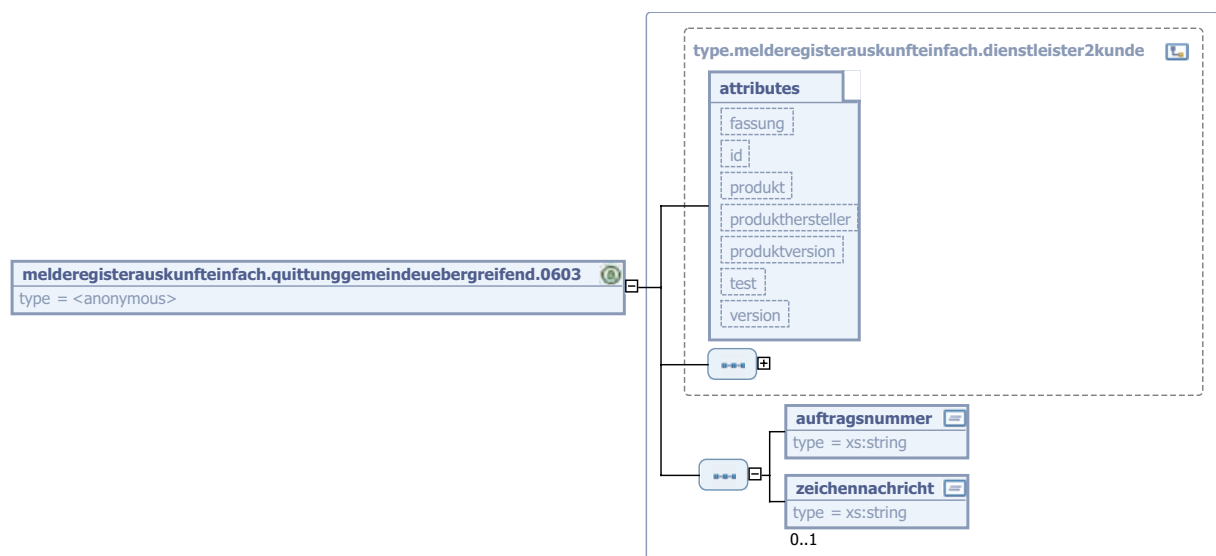 type.melderegisterauskunfteinfach.dienstleister2kunde
attributes
fassung
id
produkt
produkthersteller
produktversion
test
version
melderegisterauskunfteinfach.quittunggemeindeuebergreifend.0603
type = <anonymous>
auftragsnummer
type = xs:string
zeichennachricht
type = xs:string
0..1